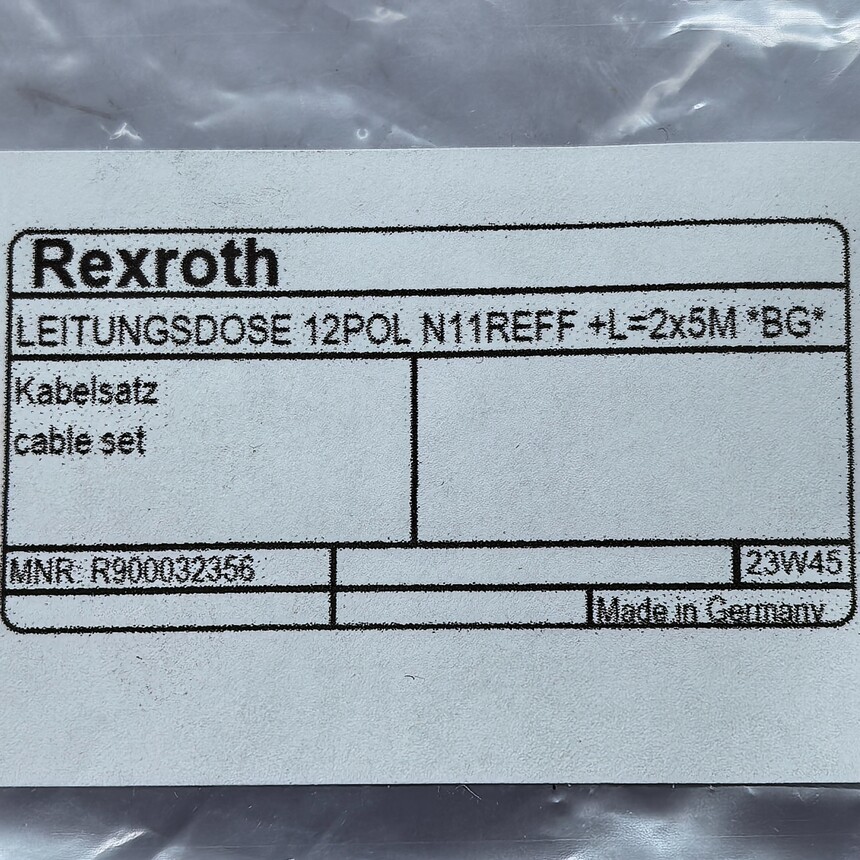 Rexroth
LEITUNGSDOSE 12POL N11REFF +L=2x5M *BG*
Kabelsatz
cable set
MNR: R900032356
23W45
Made in Germany